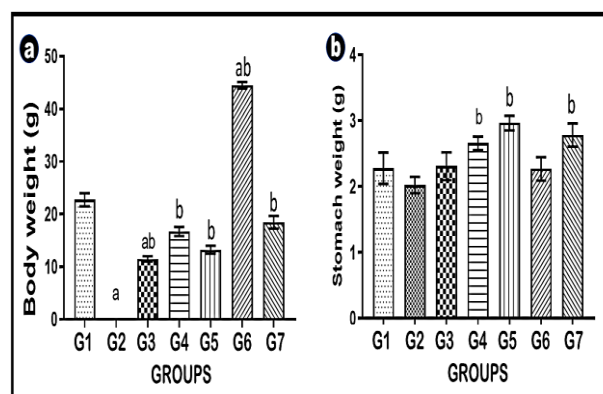 a
Body weight (g)
50
40
30
20
10
0
a
ab
b
b
ab
b
G1 G2 G3 G4 G5 G6 G7
GROUPS
b
Stomach weight (g)
4
3
2
1
0
b
b
b
G1 G2 G3 G4 G5 G6 G7
GROUPS